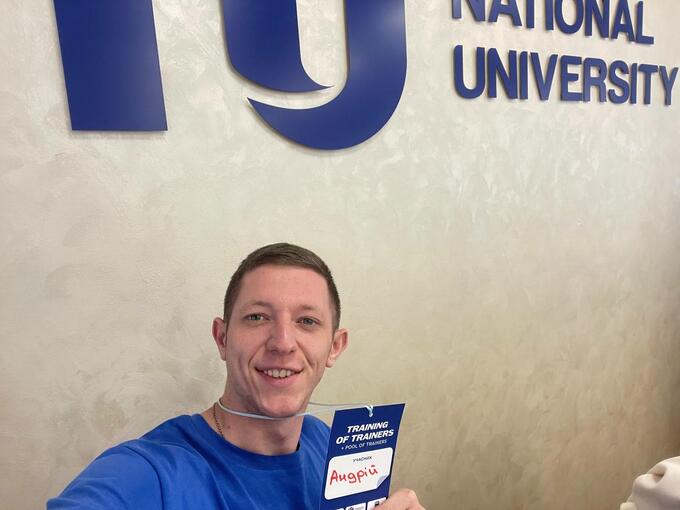 NATIONAL
UNIVERSITY
TRAINING
OF TRAINERS
+ POOL OF TRAINERS
УЧАСНИК
Андрій